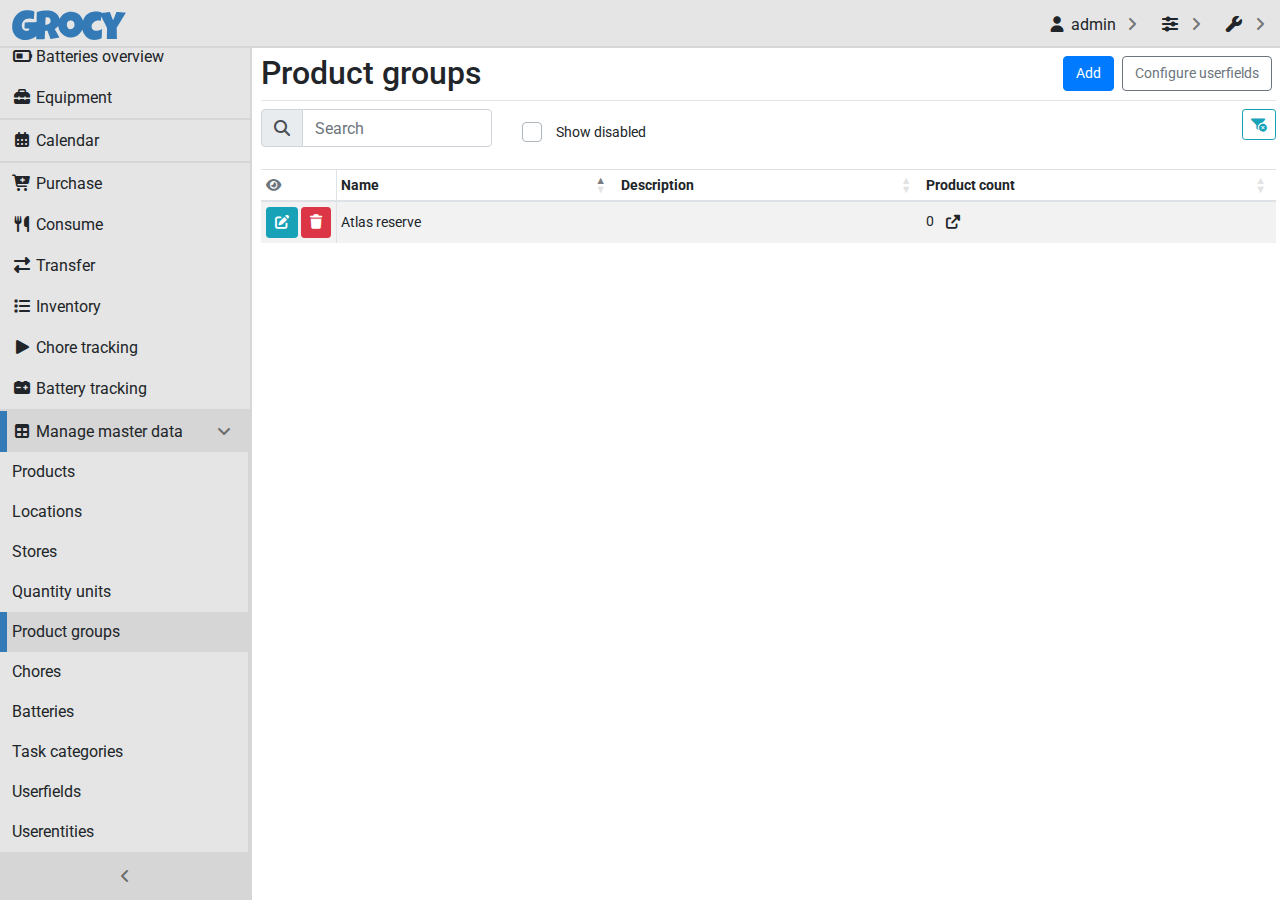 GROCY
admin
Batteries overview
Equipment
Calendar
Purchase
Consume
Transfer
Inventory
Chore tracking
Battery tracking
Manage master data
Products
Locations
Stores
Quantity units
Product groups
Chores
Batteries
Task categories
Userfields
Userentities
Product groups
Add
Configure userfields
Search
Show disabled
Name
Description
Product count
Atlas reserve
0